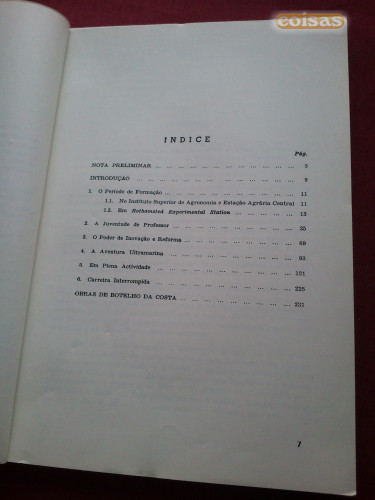 coisas
INDICE
Pág.
NOTA PRELIMINAR ... 5
INTRODUÇÃO ... 9
1. O Período de Formação ... 11
1.1. No Instituto Superior de Agronomia e Estação Agrária Central 11
1.2. Em Rothamsted Experimental Station ... 13
2. A Juventude de Professor ... 35
3. O Poder de Inovação e Reforma ... 69
4. A Aventura Ultramarina ... 93
5. Em Plena Actividade ... 121
6. Carreira Interrompida ... 225
OBRAS DE BOTELHO DA COSTA ... 231
7